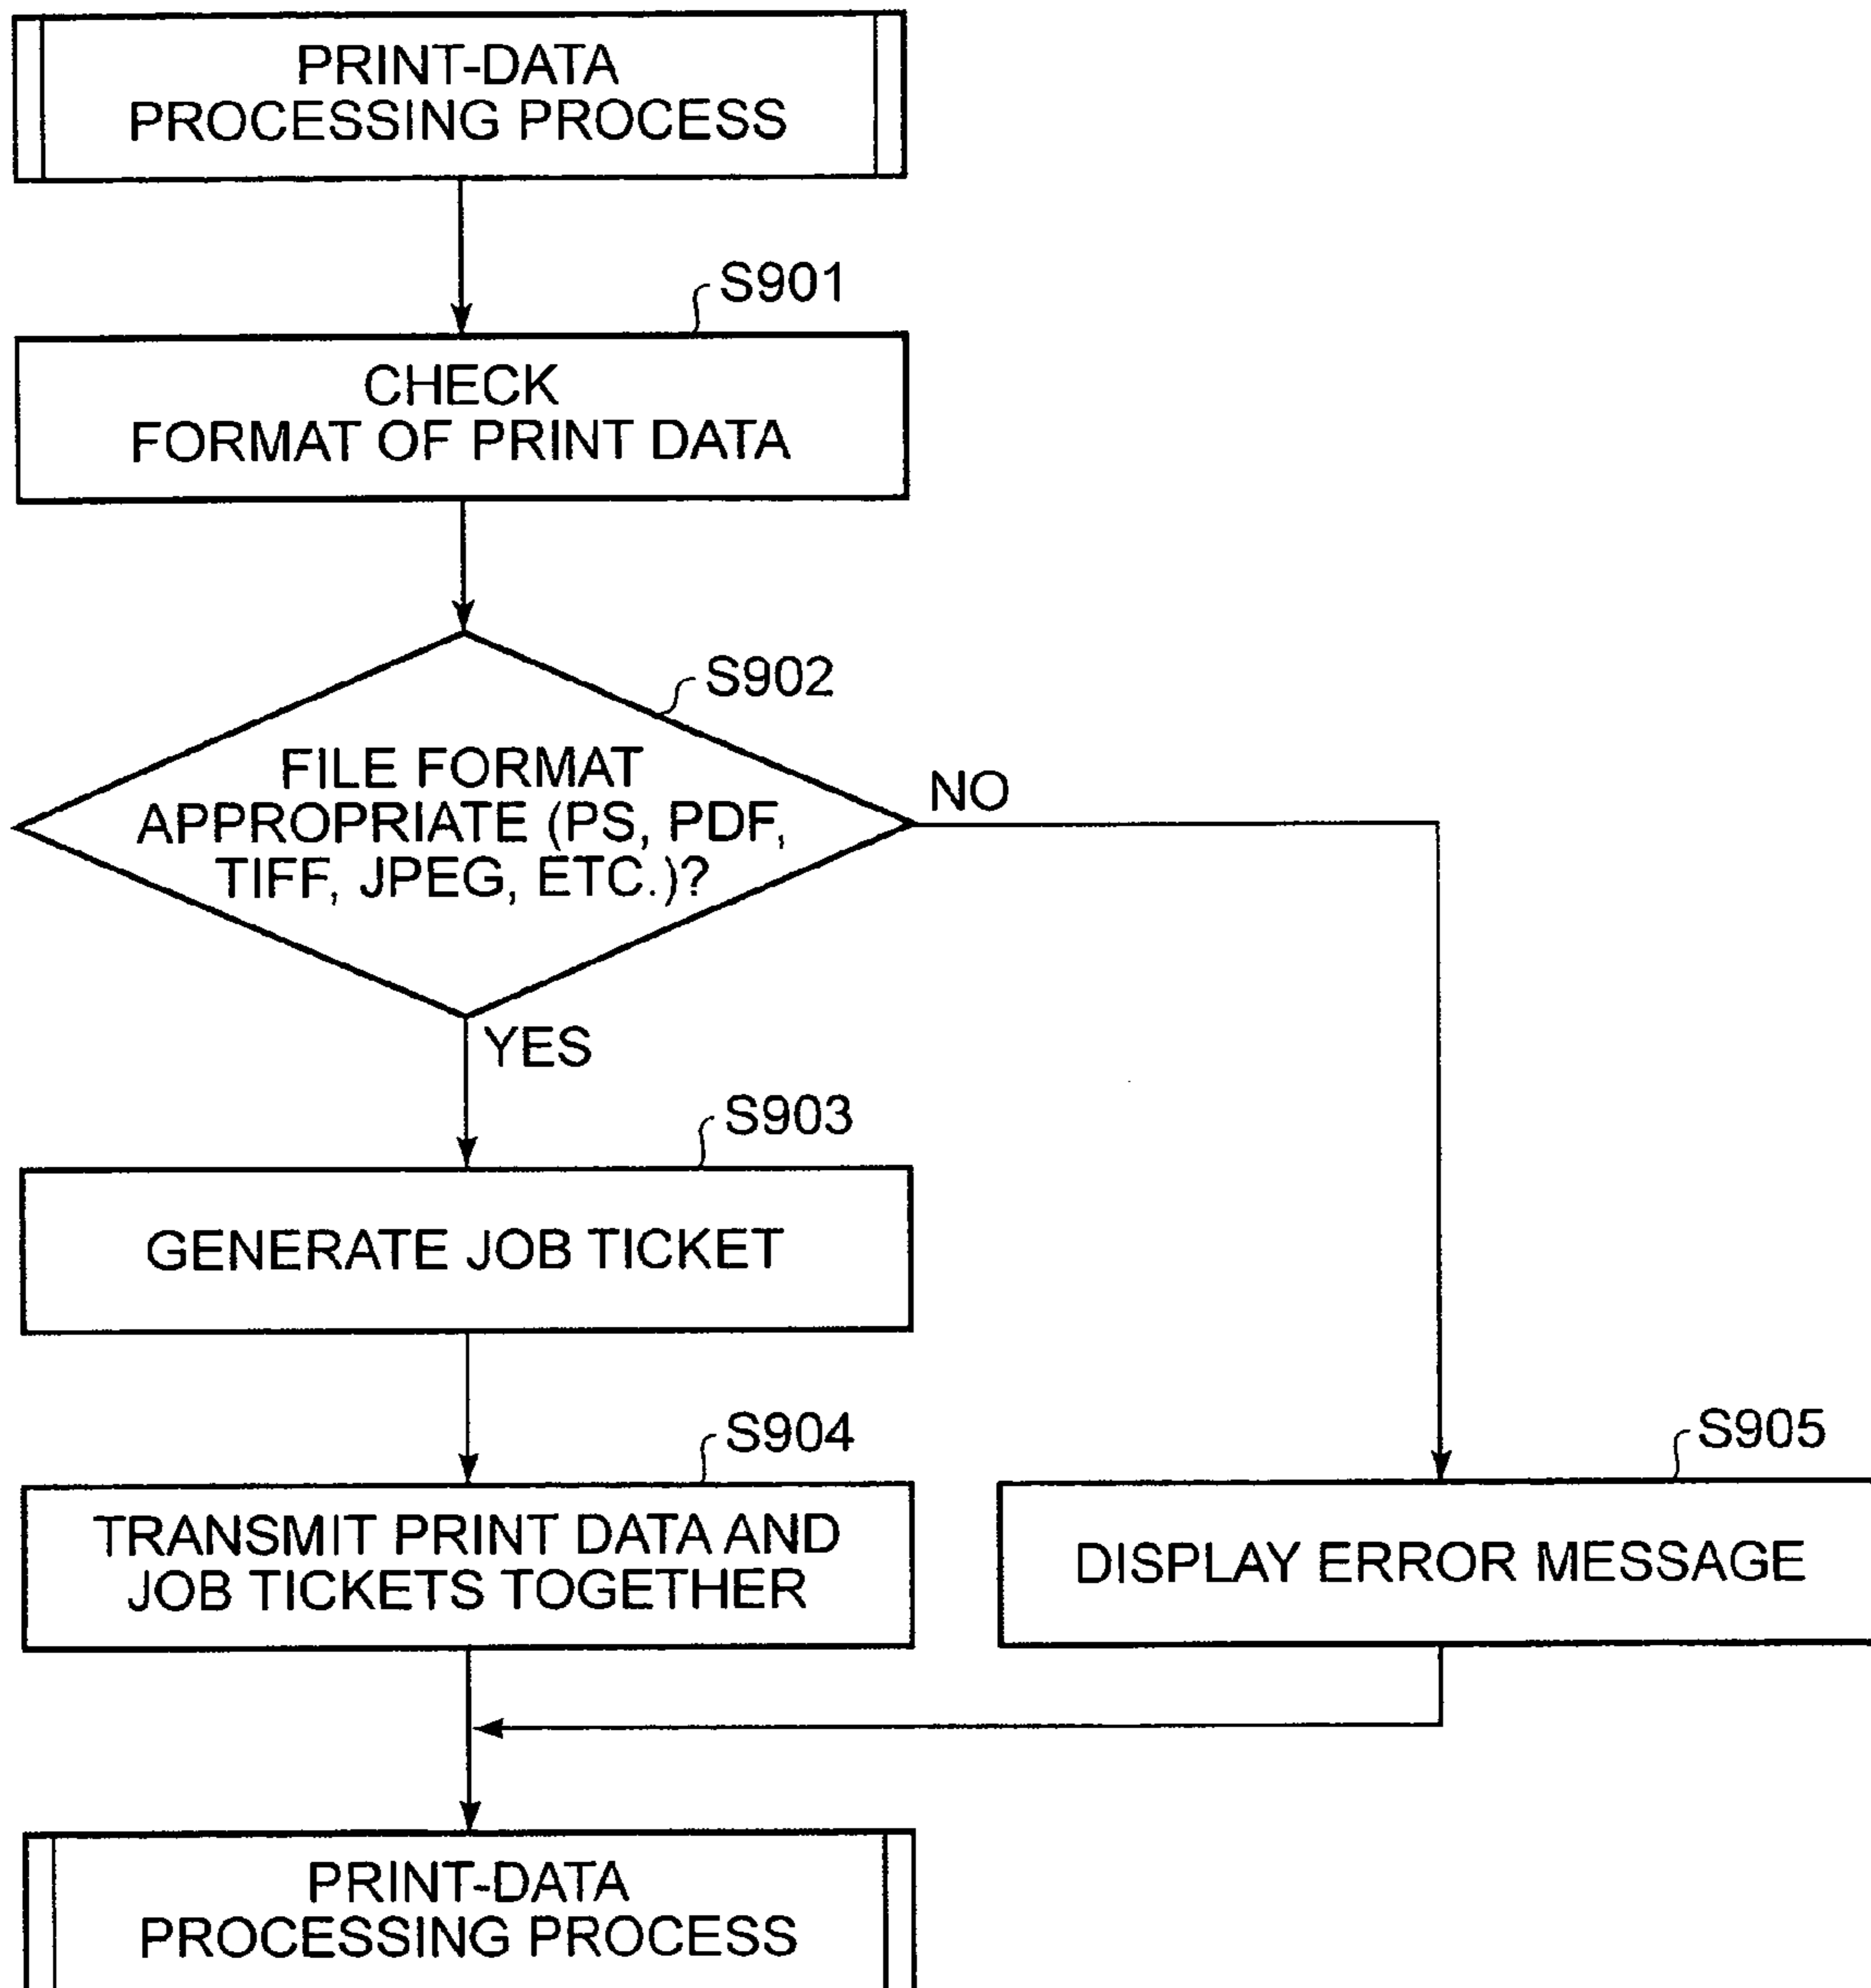 PRINT-DATA
PROCESSING PROCESS
S901
CHECK
FORMAT OF PRINT DATA
S902
FILE FORMAT
APPROPRIATE (PS, PDF,
TIFF, JPEG, ETC.)?
NO
YES
S903
GENERATE JOB TICKET
S904
TRANSMIT PRINT DATA AND
JOB TICKETS TOGETHER
S905
DISPLAY ERROR MESSAGE
PRINT-DATA
PROCESSING PROCESS